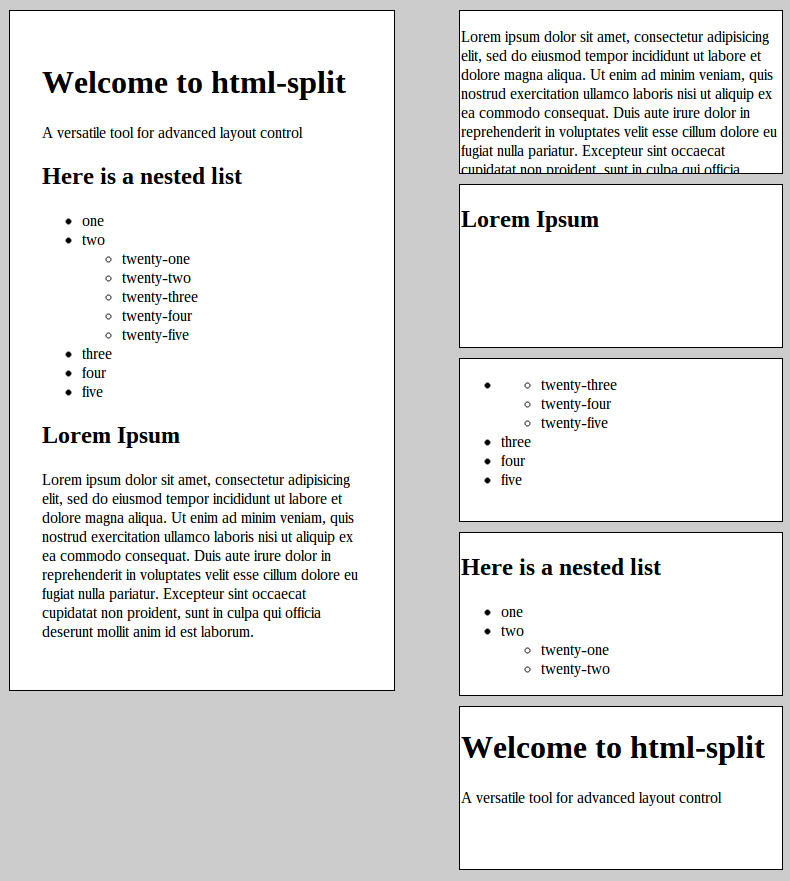 Welcome to html-split
A versatile tool for advanced layout control
Here is a nested list
one
two
twenty-one
twenty-two
twenty-three
twenty-four
twenty-five
three
four
five
Lorem Ipsum
Lorem ipsum dolor sit amet, consectetur adipisicing
elit, sed do eiusmod tempor incididunt ut labore et
dolore magna aliqua. Ut enim ad minim veniam, quis
nostrud exercitation ullamco laboris nisi ut aliquip ex
ea commodo consequat. Duis aute irure dolor in
reprehenderit in voluptates velit esse cillum dolore eu
fugiat nulla pariatur. Excepteur sint occaecat
cupidatat non proident, sunt in culpa qui officia
deserunt mollit anim id est laborum.
Lorem ipsum dolor sit amet, consectetur adipisicing
elit, sed do eiusmod tempor incididunt ut labore et
dolore magna aliqua. Ut enim ad minim veniam, quis
nostrud exercitation ullamco laboris nisi ut aliquip ex
ea commodo consequat. Duis aute irure dolor in
reprehenderit in voluptates velit esse cillum dolore eu
fugiat nulla pariatur. Excepteur sint occaecat
cupidatat non proident, sunt in culpa qui officia
Lorem Ipsum
twenty-three
twenty-four
twenty-five
three
four
five
Here is a nested list
one
two
twenty-one
twenty-two
Welcome to html-split
A versatile tool for advanced layout control